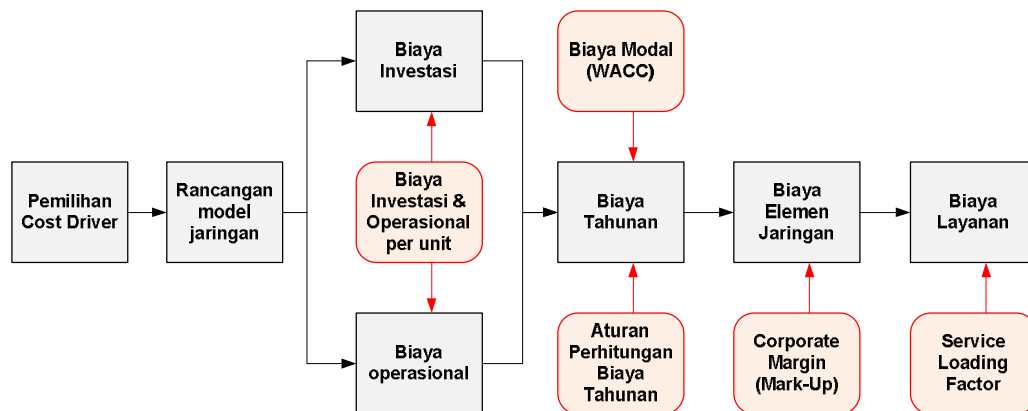 Pemilihan
Cost Driver
Rancangan
model
jaringan
Biaya
Investasi
Biaya
Investasi &
Operasional
per unit
Biaya
operasional
Biaya Modal
(WACC)
Biaya
Tahunan
Aturan
Perhitungan
Biaya
Tahunan
Biaya
Elemen
Jaringan
Corporate
Margin
(Mark-Up)
Biaya
Layanan
Service
Loading
Factor